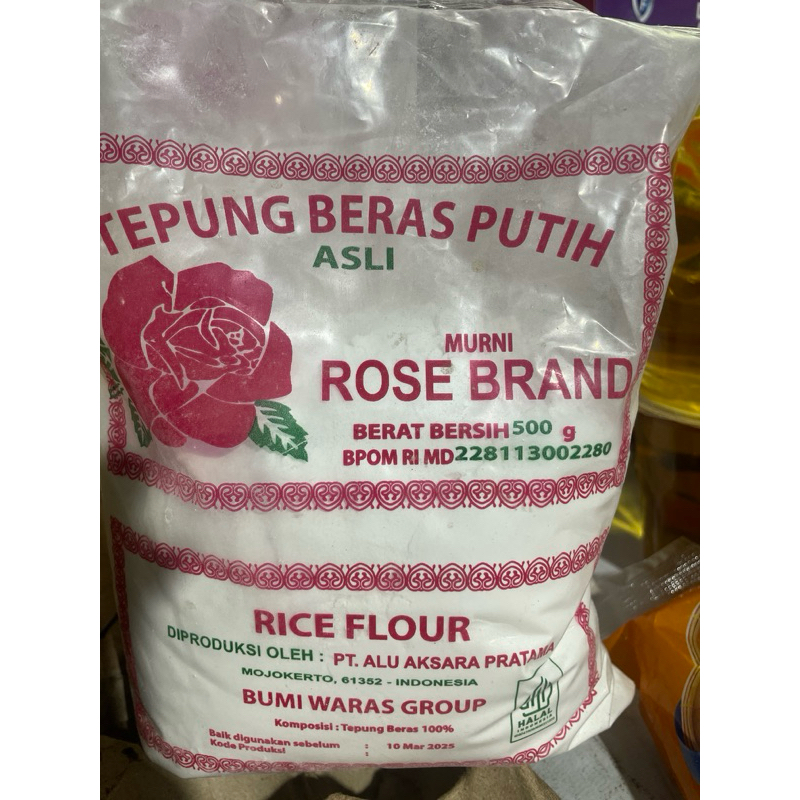 TEPUNG BERAS PUTIH
ASLI
MURNI
ROSE BRAND
BERAT BERSIH 500 g
BPOM RI MD 228113002280
RICE FLOUR
DIPRODUKSI OLEH : PT. ALU AKSARA PRATAMA
MOJOKERTO, 61352 - INDONESIA
BUMI WARAS GROUP
Komposisi : Tepung Beras 100%
Baik digunakan sebelum : 10 Mar 2025
Kode Produksi :
HALAL
INDONESIA